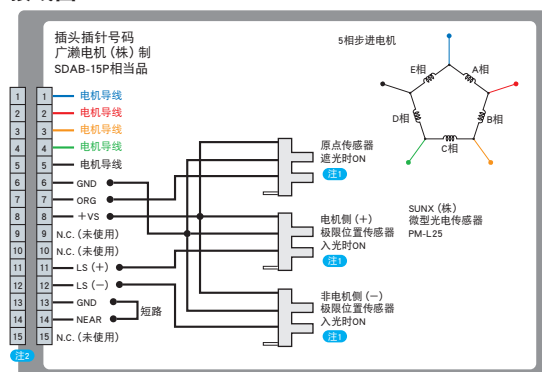 插头插针号码
广濑电机(株)制
SDAB-15P相当品
5相步进电机
E相
A相
D相
B相
C相
1 1 电机导线
2 2 电机导线
3 3 电机导线
4 4 电机导线
5 5 电机导线
6 6 GND
7 7 ORG
8 8 +VS
9 9 N.C.(未使用)
10 10 N.C.(未使用)
11 11 LS(+)
12 12 LS(-)
13 13 GND
14 14 NEAR
短路
15 15 N.C.(未使用)
注2
原点传感器
遮光时ON
注1
电机侧(+)
极限位置传感器
入光时ON
注1
非电机侧(-)
极限位置传感器
入光时ON
注1
SUNX(株)
微型光电传感器
PM-L25